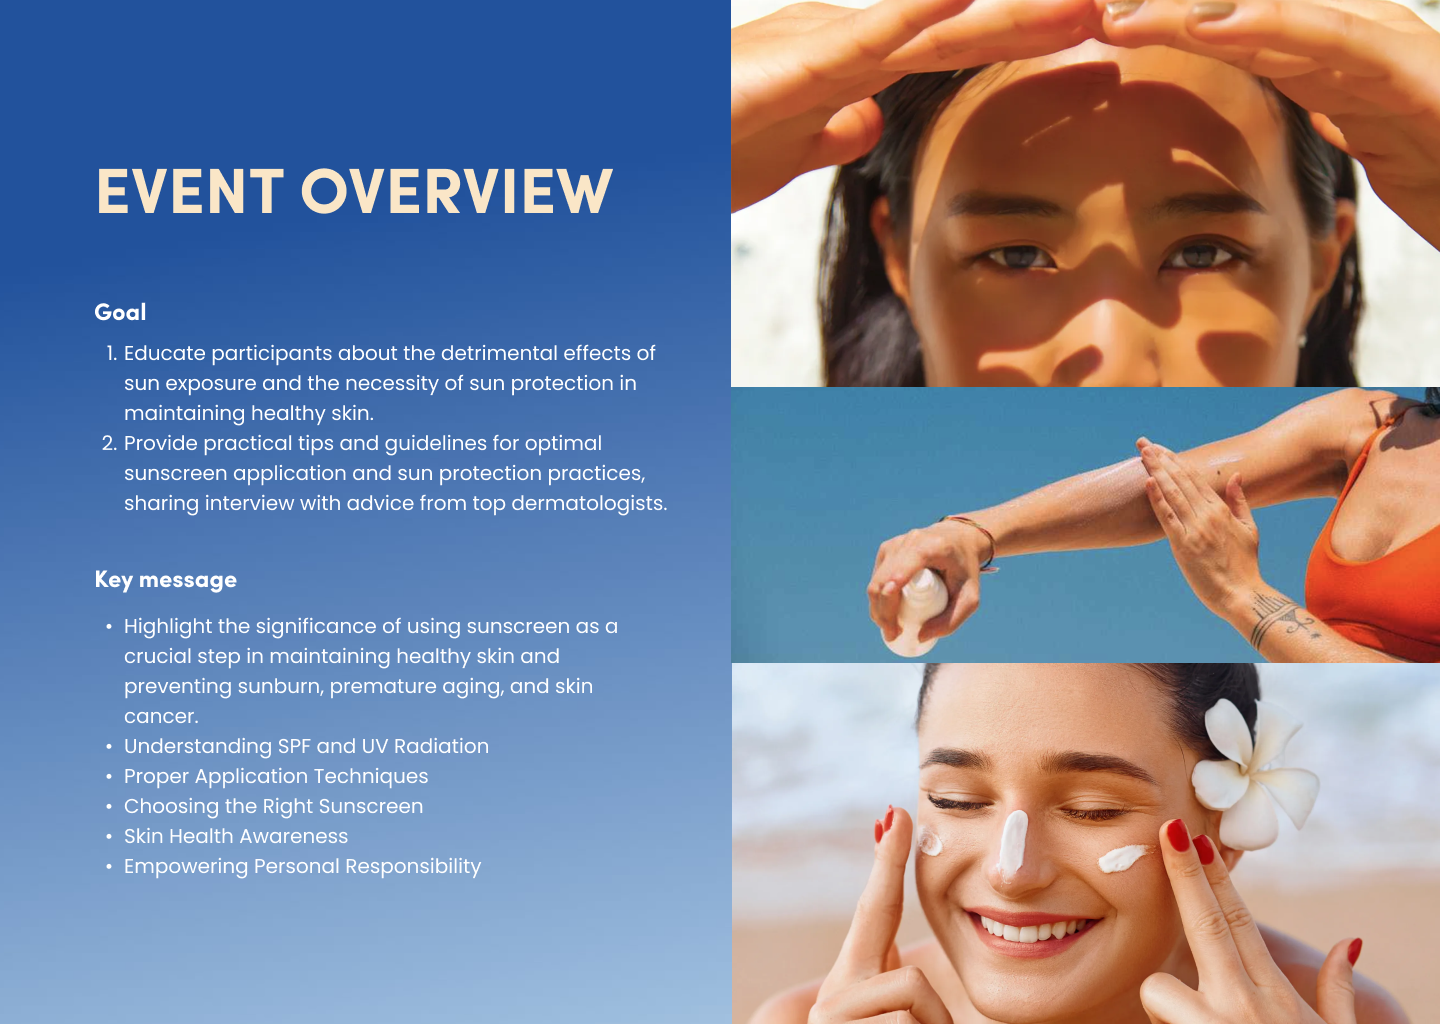 EVENT OVERVIEW
Goal
1. Educate participants about the detrimental effects of
sun exposure and the necessity of sun protection in
maintaining healthy skin.
2. Provide practical tips and guidelines for optimal
sunscreen application and sun protection practices,
sharing interview with advice from top dermatologists.
Key message
• Highlight the significance of using sunscreen as a
crucial step in maintaining healthy skin and
preventing sunburn, premature aging, and skin
cancer.
• Understanding SPF and UV Radiation
• Proper Application Techniques
• Choosing the Right Sunscreen
• Skin Health Awareness
• Empowering Personal Responsibility